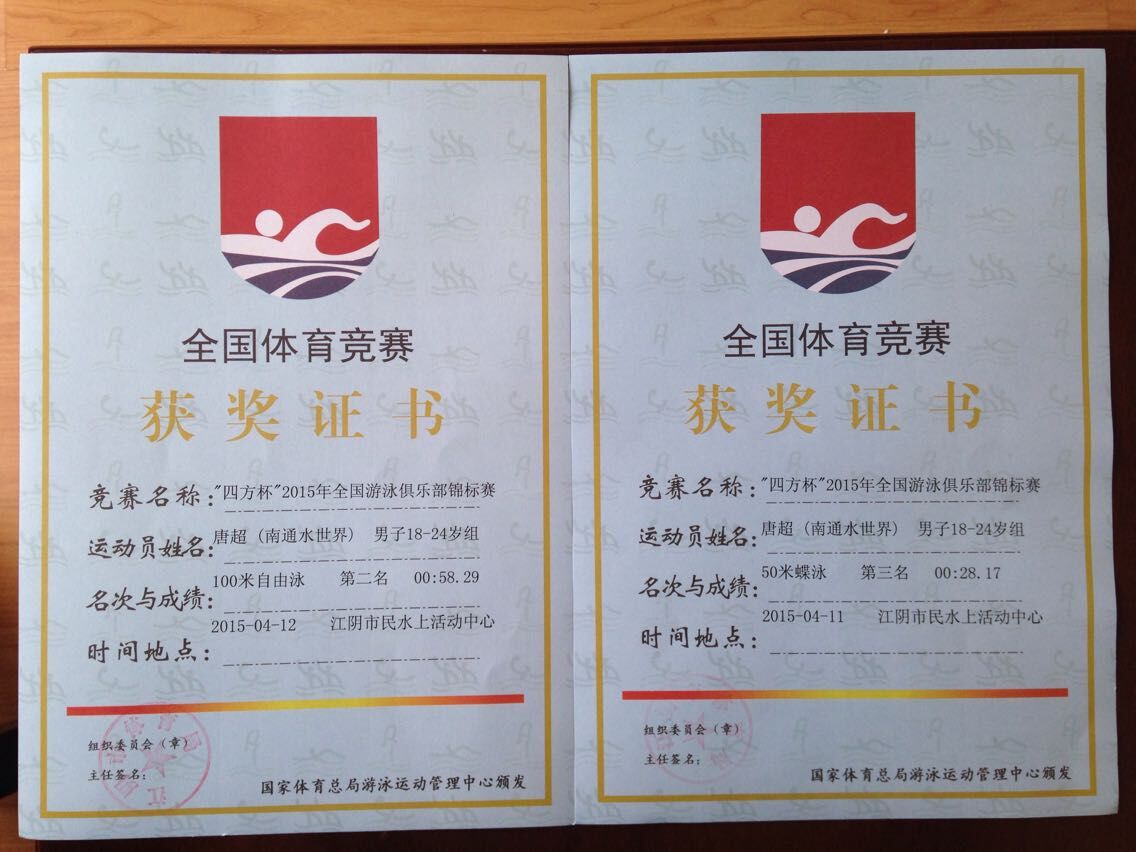 全国体育竞赛
获奖证书
竞赛名称："四方杯"2015年全国游泳俱乐部锦标赛
运动员姓名：唐超（南通水世界） 男子18-24岁组
名次与成绩：100米自由泳 第二名 00:58.29
时间地点：2015-04-12 江阴市民水上活动中心
组织委员会（章）
主任签名：
国家体育总局游泳运动管理中心颁发
全国体育竞赛
获奖证书
竞赛名称："四方杯"2015年全国游泳俱乐部锦标赛
运动员姓名：唐超（南通水世界） 男子18-24岁组
名次与成绩：50米蝶泳 第三名 00:28.17
时间地点：2015-04-11 江阴市民水上活动中心
组织委员会（章）
主任签名：
国家体育总局游泳运动管理中心颁发